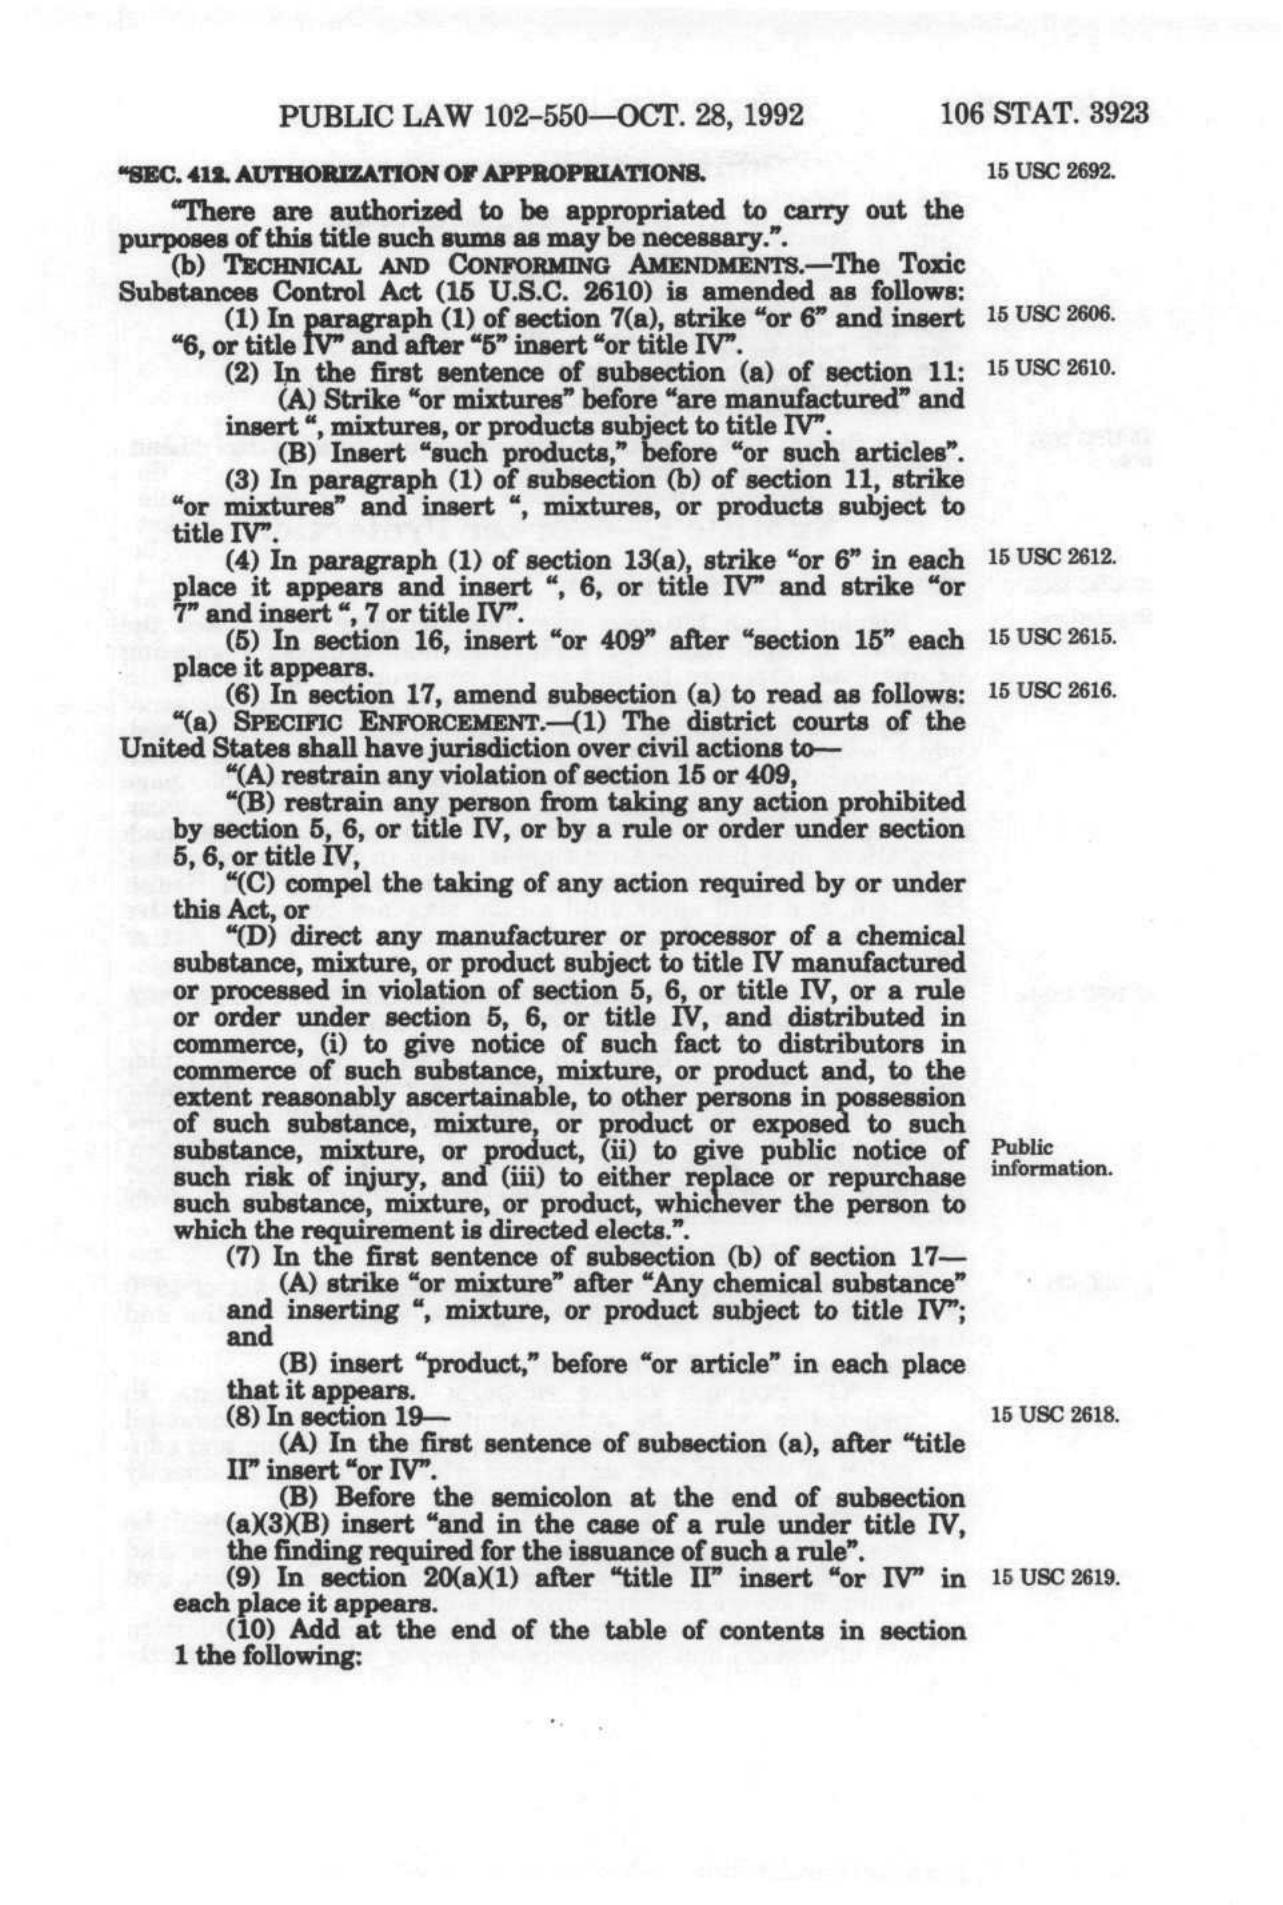 PUBLIC LAW 102–550—OCT. 28, 1992 106 STAT. 3923
"SEC. 412. AUTHORIZATION OF APPROPRIATIONS. 15 USC 2692.
"There are authorized to be appropriated to carry out the
purposes of this title such sums as may be necessary.".
(b) TECHNICAL AND CONFORMING AMENDMENTS.—The Toxic
Substances Control Act (15 U.S.C. 2610) is amended as follows:
(1) In paragraph (1) of section 7(a), strike "or 6" and insert 15 USC 2606.
"6, or title IV" and after "5" insert "or title IV".
(2) In the first sentence of subsection (a) of section 11: 15 USC 2610.
(A) Strike "or mixtures" before "are manufactured" and
insert ", mixtures, or products subject to title IV".
(B) Insert "such products," before "or such articles".
(3) In paragraph (1) of subsection (b) of section 11, strike
"or mixtures" and insert ", mixtures, or products subject to
title IV".
(4) In paragraph (1) of section 13(a), strike "or 6" in each 15 USC 2612.
place it appears and insert ", 6, or title IV" and strike "or
7" and insert ", 7 or title IV".
(5) In section 16, insert "or 409" after "section 15" each 15 USC 2615.
place it appears.
(6) In section 17, amend subsection (a) to read as follows: 15 USC 2616.
"(a) SPECIFIC ENFORCEMENT.—(1) The district courts of the
United States shall have jurisdiction over civil actions to—
"(A) restrain any violation of section 15 or 409,
"(B) restrain any person from taking any action prohibited
by section 5, 6, or title IV, or by a rule or order under section
5, 6, or title IV,
"(C) compel the taking of any action required by or under
this Act, or
"(D) direct any manufacturer or processor of a chemical
substance, mixture, or product subject to title IV manufactured
or processed in violation of section 5, 6, or title IV, or a rule
or order under section 5, 6, or title IV, and distributed in
commerce, (i) to give notice of such fact to distributors in
commerce of such substance, mixture, or product and, to the
extent reasonably ascertainable, to other persons in possession
of such substance, mixture, or product or exposed to such
substance, mixture, or product, (ii) to give public notice of Public
such risk of injury, and (iii) to either replace or repurchase information.
such substance, mixture, or product, whichever the person to
which the requirement is directed elects.".
(7) In the first sentence of subsection (b) of section 17—
(A) strike "or mixture" after "Any chemical substance"
and inserting ", mixture, or product subject to title IV";
and
(B) insert "product," before "or article" in each place
that it appears.
(8) In section 19— 15 USC 2618.
(A) In the first sentence of subsection (a), after "title
II" insert "or IV".
(B) Before the semicolon at the end of subsection
(a)(3)(B) insert "and in the case of a rule under title IV,
the finding required for the issuance of such a rule".
(9) In section 20(a)(1) after "title II" insert "or IV" in 15 USC 2619.
each place it appears.
(10) Add at the end of the table of contents in section
1 the following: